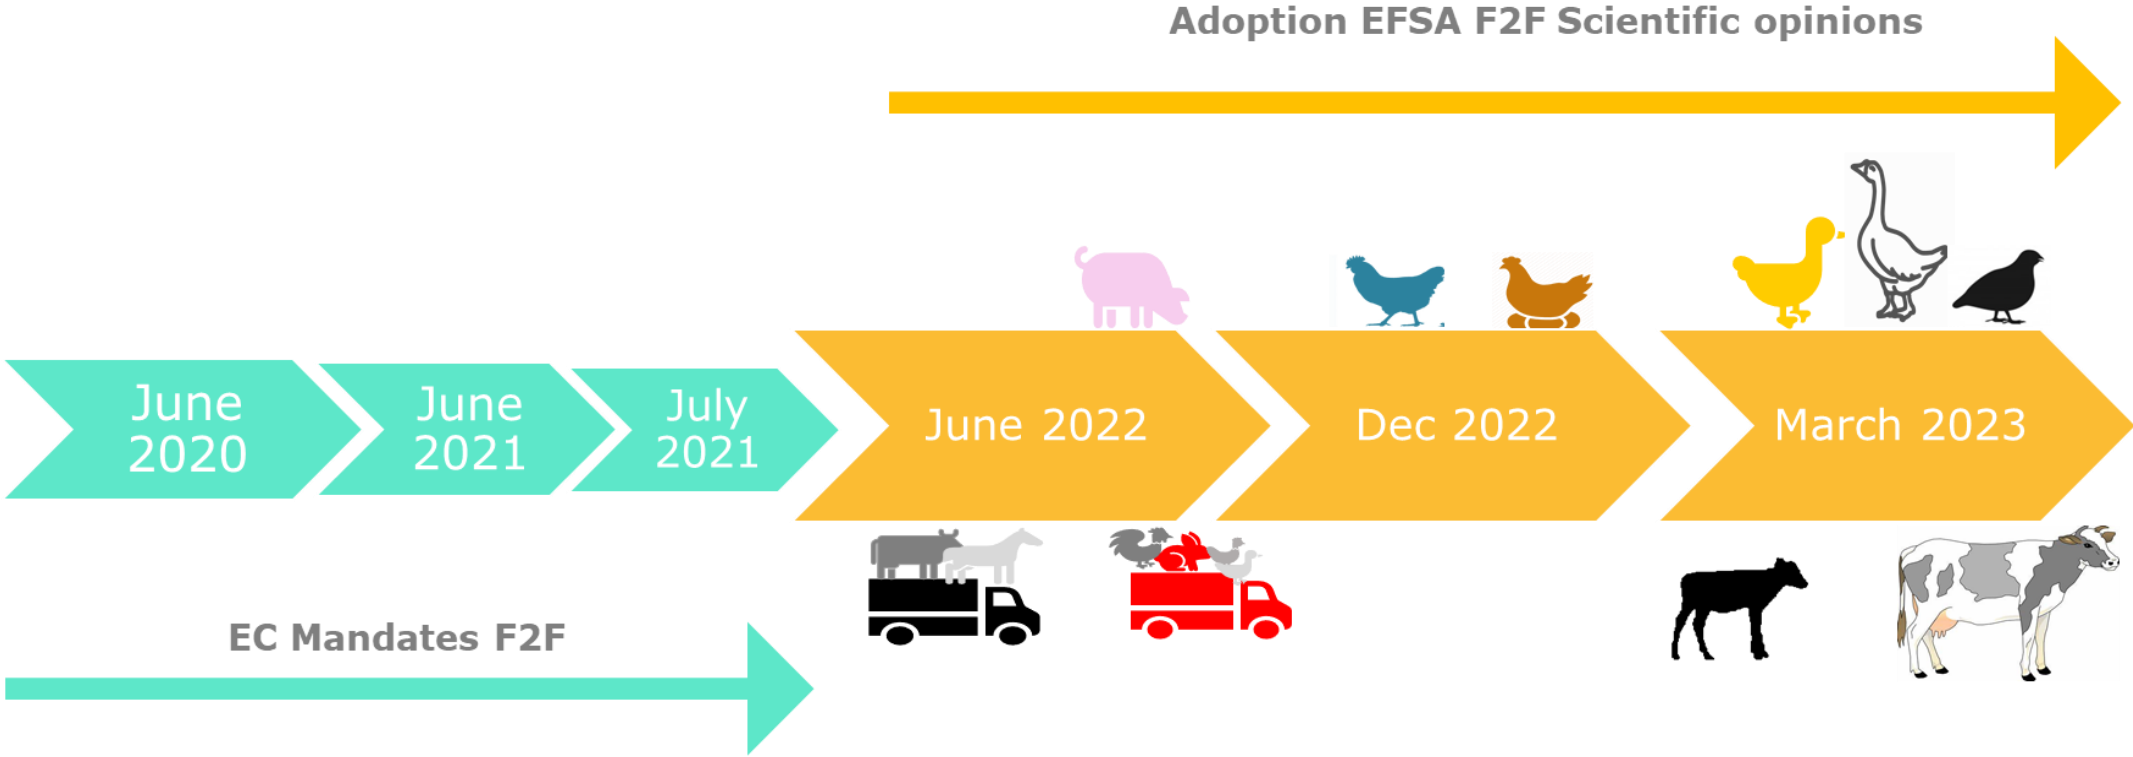 Adoption EFSA F2F Scientific opinions
June
2020
June
2021
July
2021
June 2022
Dec 2022
March 2023
EC Mandates F2F